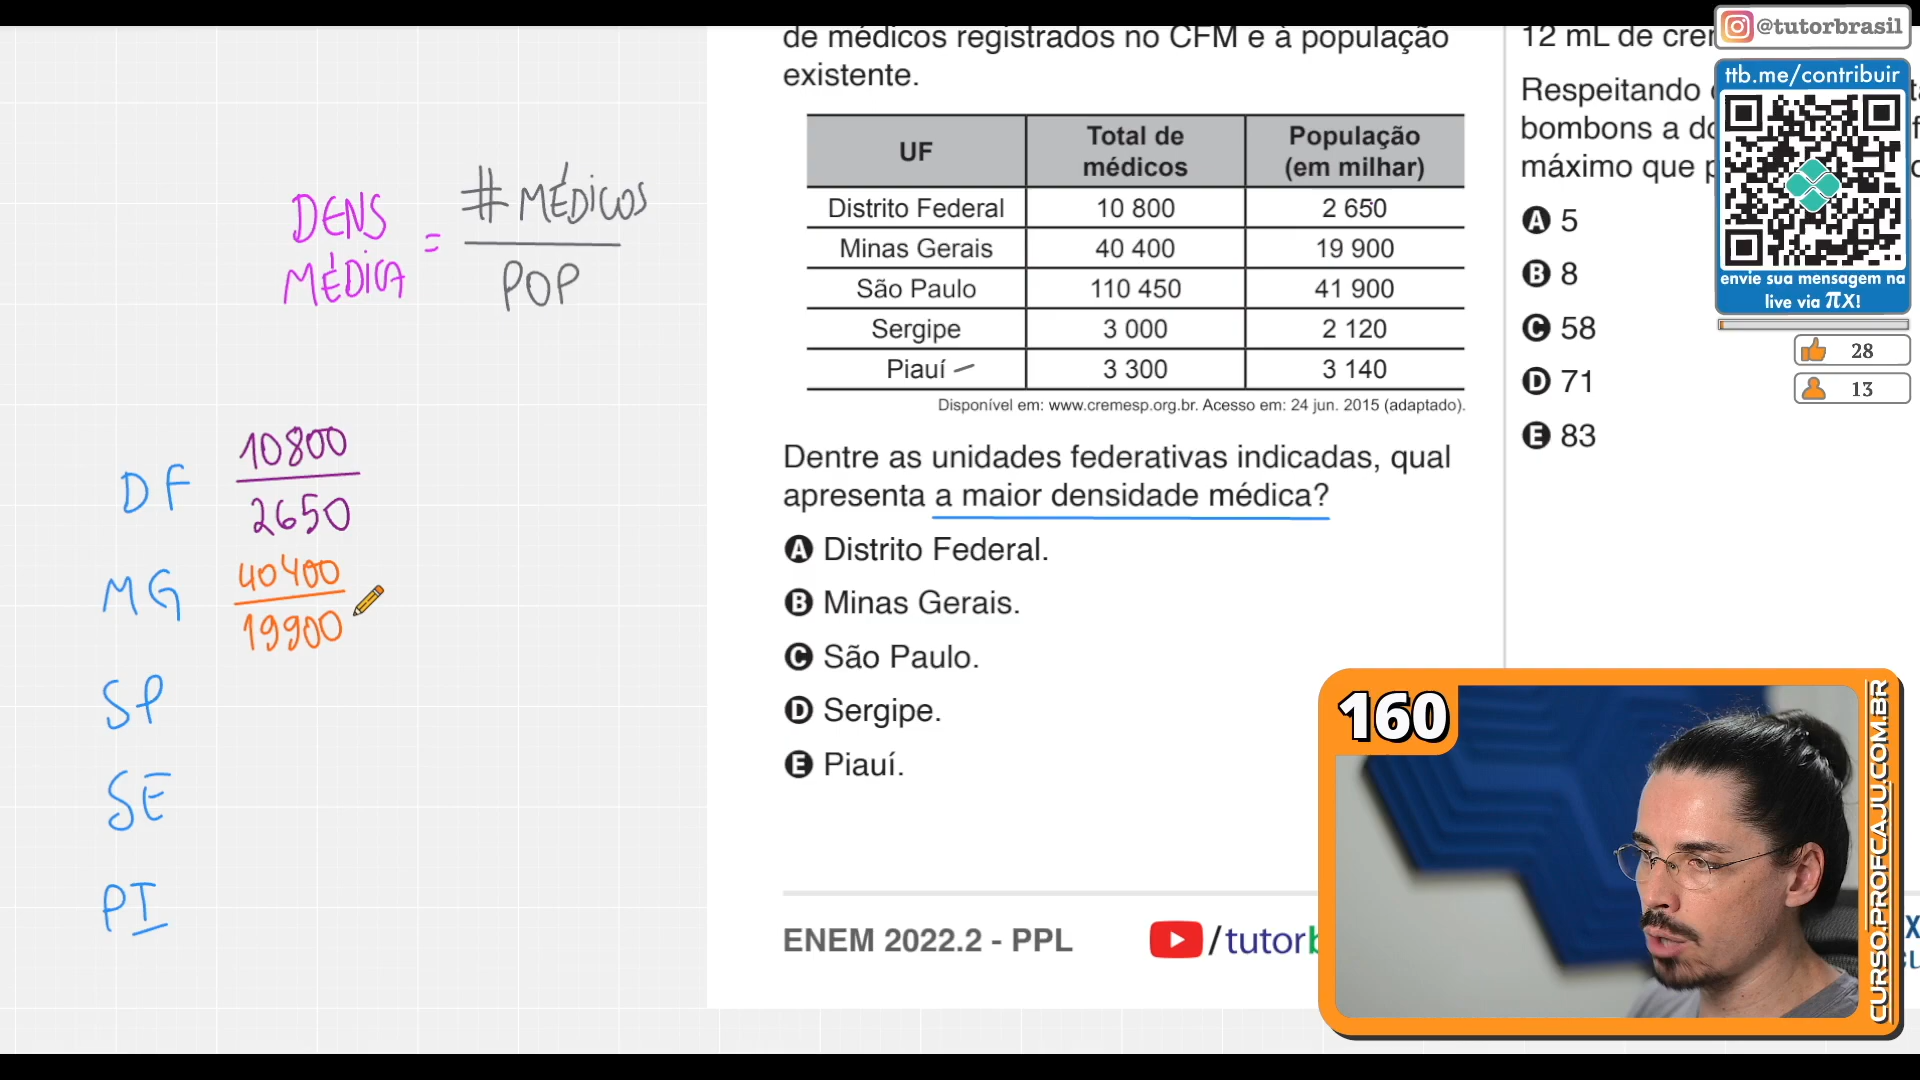 DENS
MÉDICA
=
# MÉDICOS
POP
DF 10800
2650
MG 40400
19900
SP
SE
PI
de médicos registrados no CFM e à população
existente.
UF Total de médicos População (em milhar)
Distrito Federal 10 800 2 650
Minas Gerais 40 400 19 900
São Paulo 110 450 41 900
Sergipe 3 000 2 120
Piauí 3 300 3 140
Disponível em: www.cremesp.org.br. Acesso em: 24 jun. 2015 (adaptado).
Dentre as unidades federativas indicadas, qual
apresenta a maior densidade médica?
A Distrito Federal.
B Minas Gerais.
C São Paulo.
D Sergipe.
E Piauí.
ENEM 2022.2 - PPL
/tutor
12 mL de
Respeitando
bombons a
máximo que
A 5
B 8
C 58
D 71
E 83
@tutorbrasil
ttb.me/contribuir
envie sua mensagem na
live via πX!
28
13
160
CURSO.PROFCAJU.COM.BR